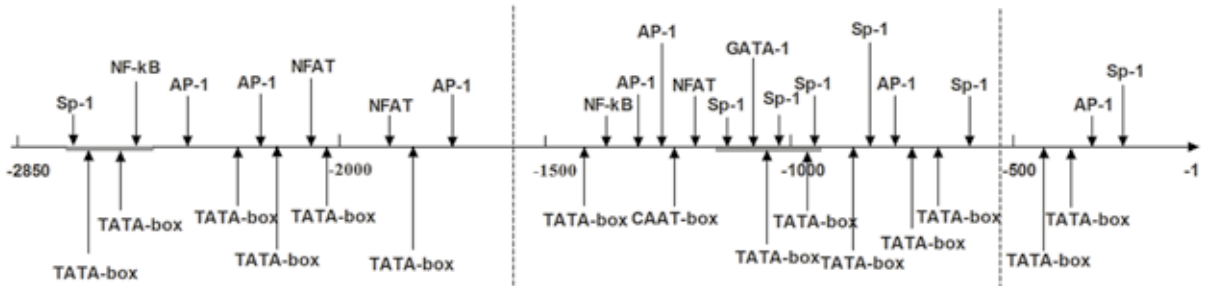 Sp-1
AP-1
GATA-1
NF-kB
NFAT
Sp-1
AP-1
AP-1
AP-1
NFAT
AP-1
Sp-1
Sp-1
AP-1
Sp-1
Sp-1
NFAT
NF-kB
Sp-1
AP-1
-2850
-2000
-1500
-1000
-500
-1
TATA-box
TATA-box
TATA-box
TATA-box
CAAT-box
TATA-box
TATA-box
TATA-box
TATA-box
TATA-box
TATA-box
TATA-box
TATA-box
TATA-box
TATA-box
TATA-box